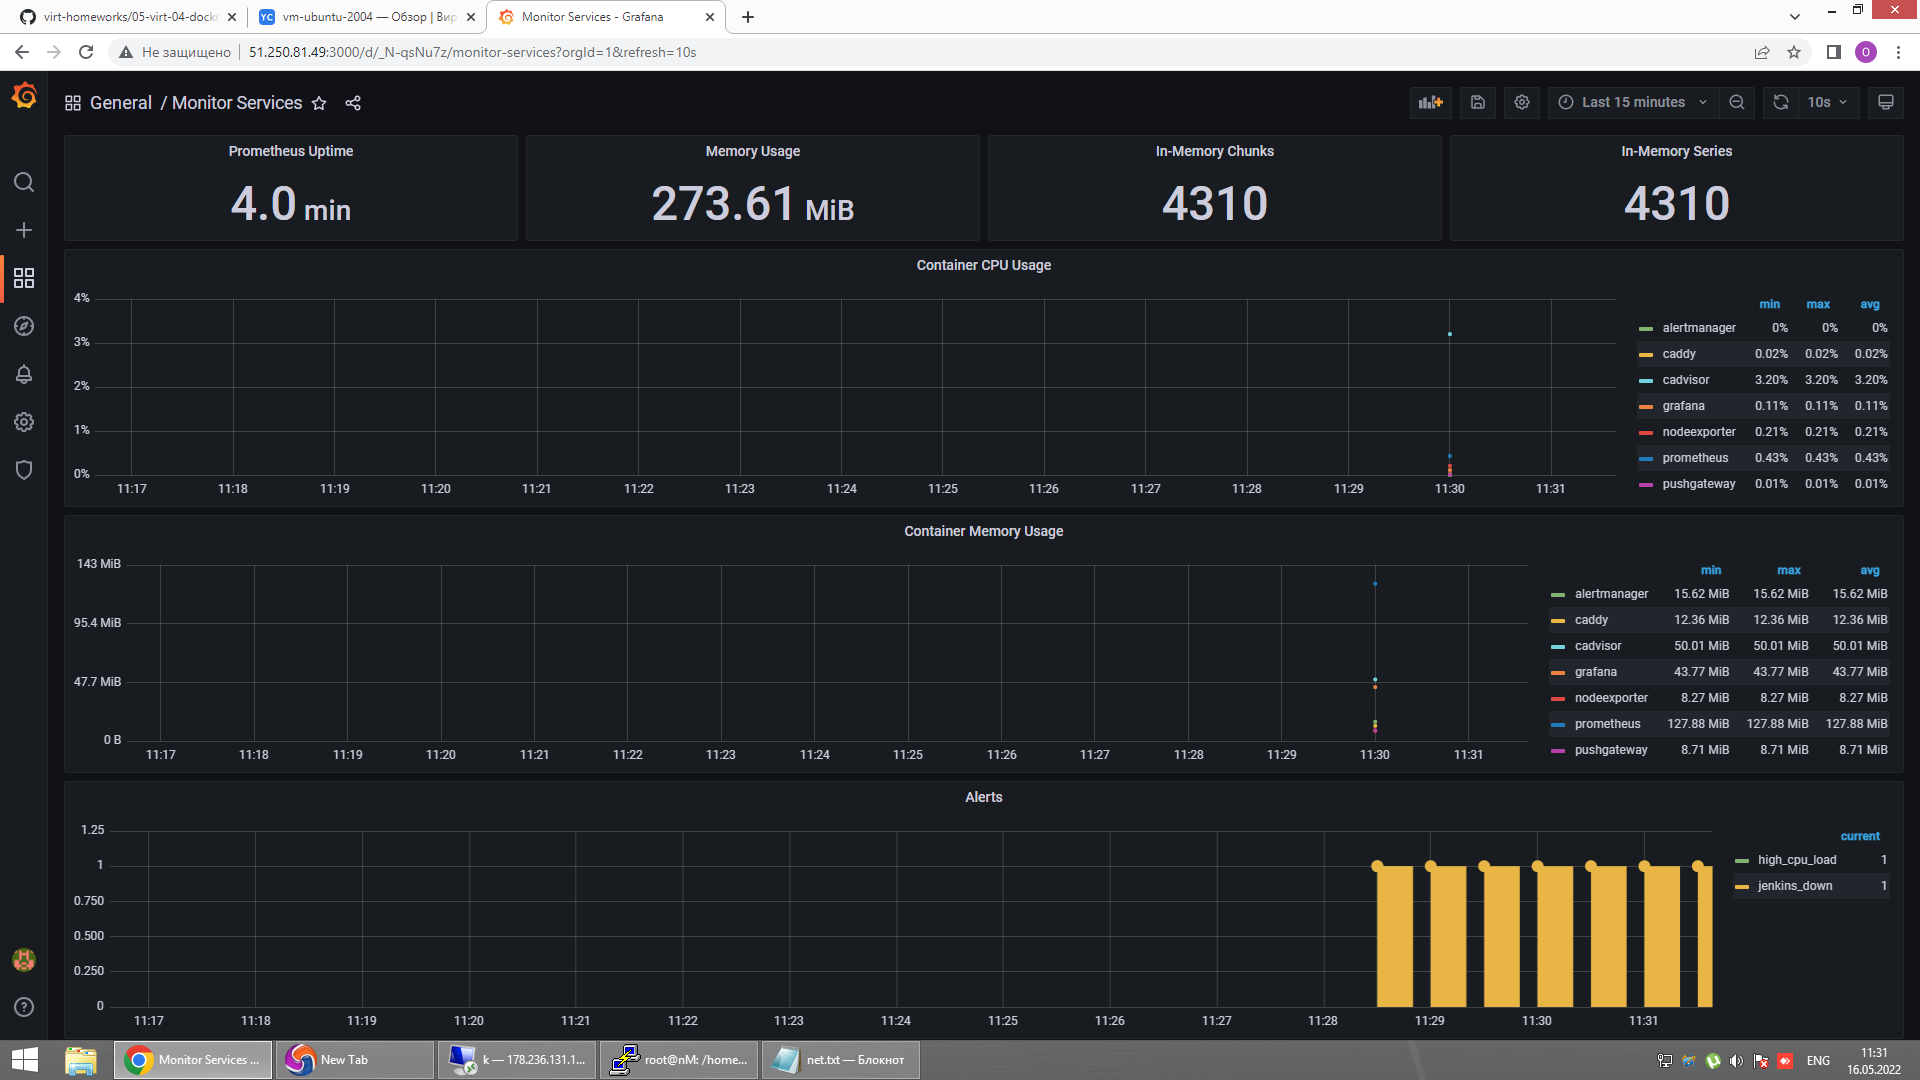 virt-homeworks/05-virt-04-docke
YC vm-ubuntu-2004 — Обзор | Вир
Monitor Services - Grafana
Не защищено
51.250.81.49:3000/d/_N-qsNu7z/monitor-services?orgId=1&refresh=10s
O
General / Monitor Services
Last 15 minutes
10s
Prometheus Uptime
4.0 min
Memory Usage
273.61 MiB
In-Memory Chunks
4310
In-Memory Series
4310
Container CPU Usage
4%
3%
2%
1%
0%
11:17 11:18 11:19 11:20 11:21 11:22 11:23 11:24 11:25 11:26 11:27 11:28 11:29 11:30 11:31
min max avg
alertmanager 0% 0% 0%
caddy 0.02% 0.02% 0.02%
cadvisor 3.20% 3.20% 3.20%
grafana 0.11% 0.11% 0.11%
nodeexporter 0.21% 0.21% 0.21%
prometheus 0.43% 0.43% 0.43%
pushgateway 0.01% 0.01% 0.01%
Container Memory Usage
143 MiB
95.4 MiB
47.7 MiB
0 B
11:17 11:18 11:19 11:20 11:21 11:22 11:23 11:24 11:25 11:26 11:27 11:28 11:29 11:30 11:31
min max avg
alertmanager 15.62 MiB 15.62 MiB 15.62 MiB
caddy 12.36 MiB 12.36 MiB 12.36 MiB
cadvisor 50.01 MiB 50.01 MiB 50.01 MiB
grafana 43.77 MiB 43.77 MiB 43.77 MiB
nodeexporter 8.27 MiB 8.27 MiB 8.27 MiB
prometheus 127.88 MiB 127.88 MiB 127.88 MiB
pushgateway 8.71 MiB 8.71 MiB 8.71 MiB
Alerts
1.25
1
0.750
0.500
0.250
0
11:17 11:18 11:19 11:20 11:21 11:22 11:23 11:24 11:25 11:26 11:27 11:28 11:29 11:30 11:31
current
high_cpu_load 1
jenkins_down 1
Monitor Services ...
New Tab
k — 178.236.131.1...
root@nM: /home...
net.txt — Блокнот
ENG
11:31
16.05.2022